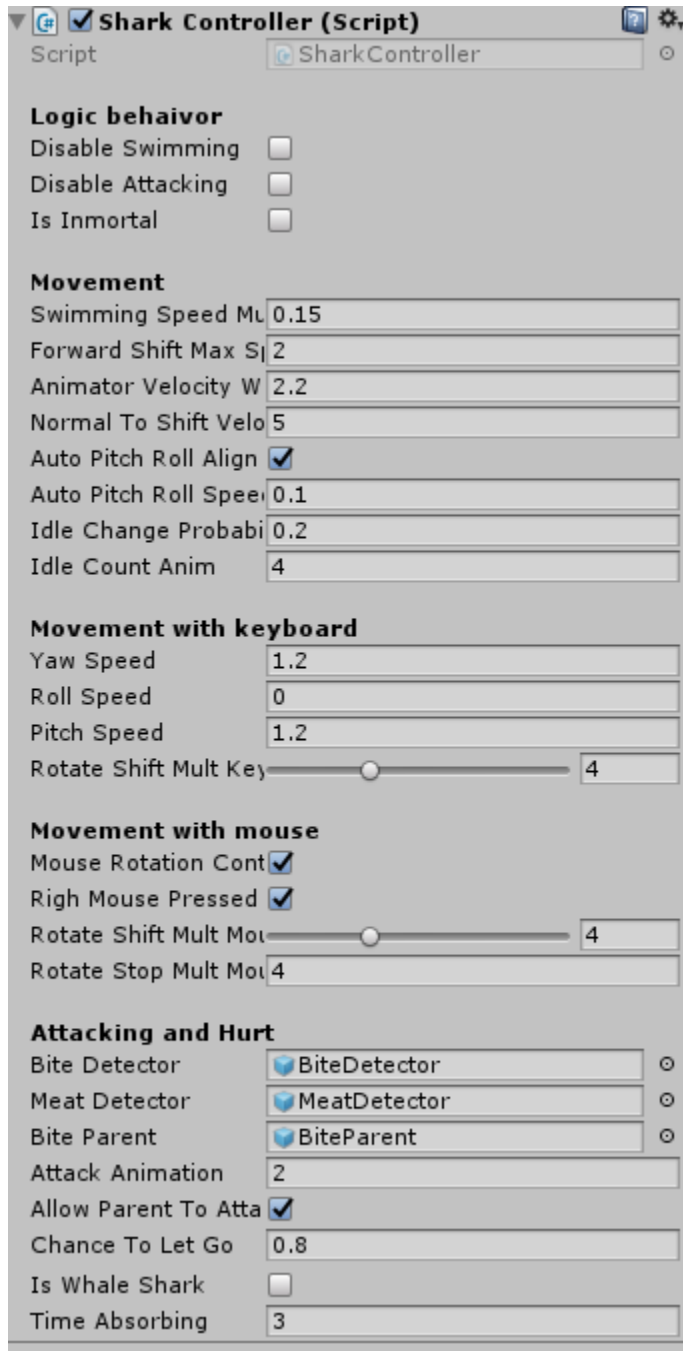 Shark Controller (Script)
Script SharkController
Logic behaivor
Disable Swimming
Disable Attacking
Is Inmortal
Movement
Swimming Speed Mu 0.15
Forward Shift Max Sp 2
Animator Velocity W 2.2
Normal To Shift Velo 5
Auto Pitch Roll Align
Auto Pitch Roll Spee 0.1
Idle Change Probabi 0.2
Idle Count Anim 4
Movement with keyboard
Yaw Speed 1.2
Roll Speed 0
Pitch Speed 1.2
Rotate Shift Mult Key 4
Movement with mouse
Mouse Rotation Cont
Righ Mouse Pressed
Rotate Shift Mult Mou 4
Rotate Stop Mult Mou 4
Attacking and Hurt
Bite Detector BiteDetector
Meat Detector MeatDetector
Bite Parent BiteParent
Attack Animation 2
Allow Parent To Atta
Chance To Let Go 0.8
Is Whale Shark
Time Absorbing 3